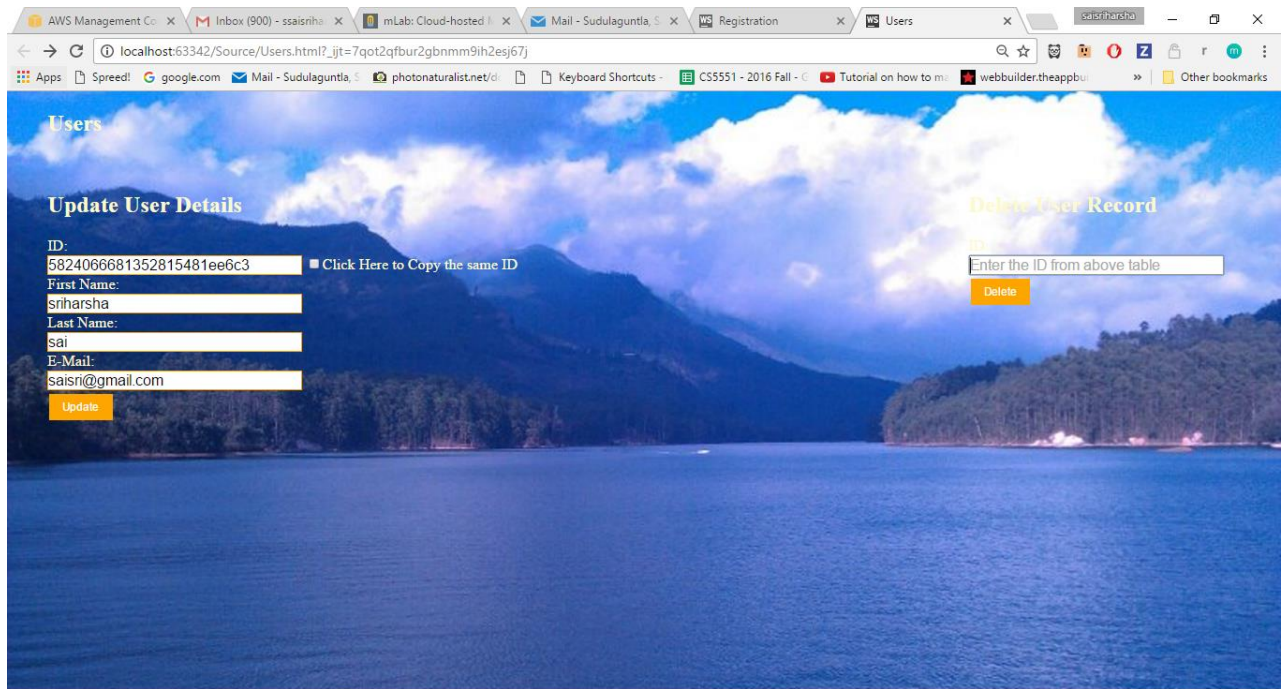 AWS Management Co
Inbox (900) - ssaisriha
mLab: Cloud-hosted
Mail - Sudulaguntla, S
Registration
Users
saisriharsha
localhost:63342/Source/Users.html?_ijt=7qot2qfbur2gbnmm9ih2esj67j
Apps
Spreed!
google.com
Mail - Sudulaguntla, S
photonaturalist.net/dc
Keyboard Shortcuts -
CS5551 - 2016 Fall - G
Tutorial on how to ma
webbuilder.theappbui
»
Other bookmarks
Users
Update User Details
ID:
5824066681352815481ee6c3
Click Here to Copy the same ID
First Name:
sriharsha
Last Name:
sai
E-Mail:
saisri@gmail.com
Update
Delete User Record
ID:
Enter the ID from above table
Delete